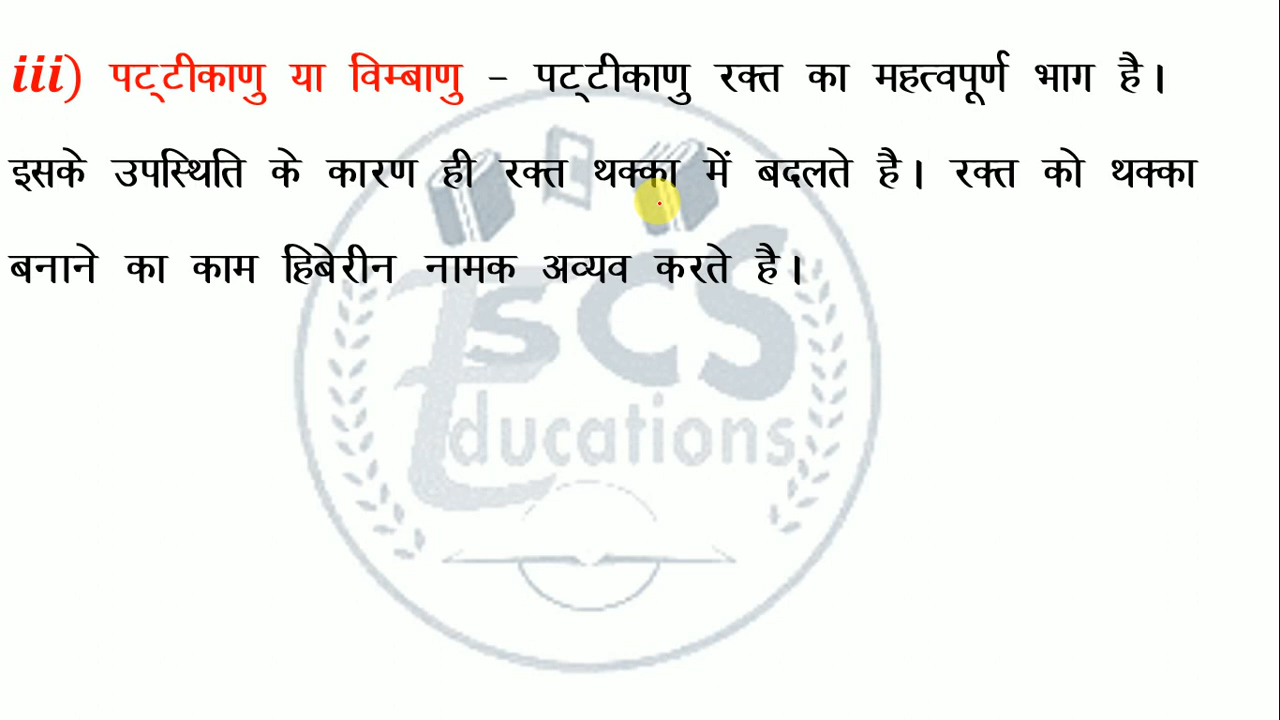 iii) पट्टीकाणु या विम्बाणु - पट्टीकाणु रक्त का महत्वपूर्ण भाग है।
इसके उपस्थिति के कारण ही रक्त थक्का में बदलते है। रक्त को थक्का
बनाने का काम हिबेरीन नामक अव्यव करते है।
SCS
Educations